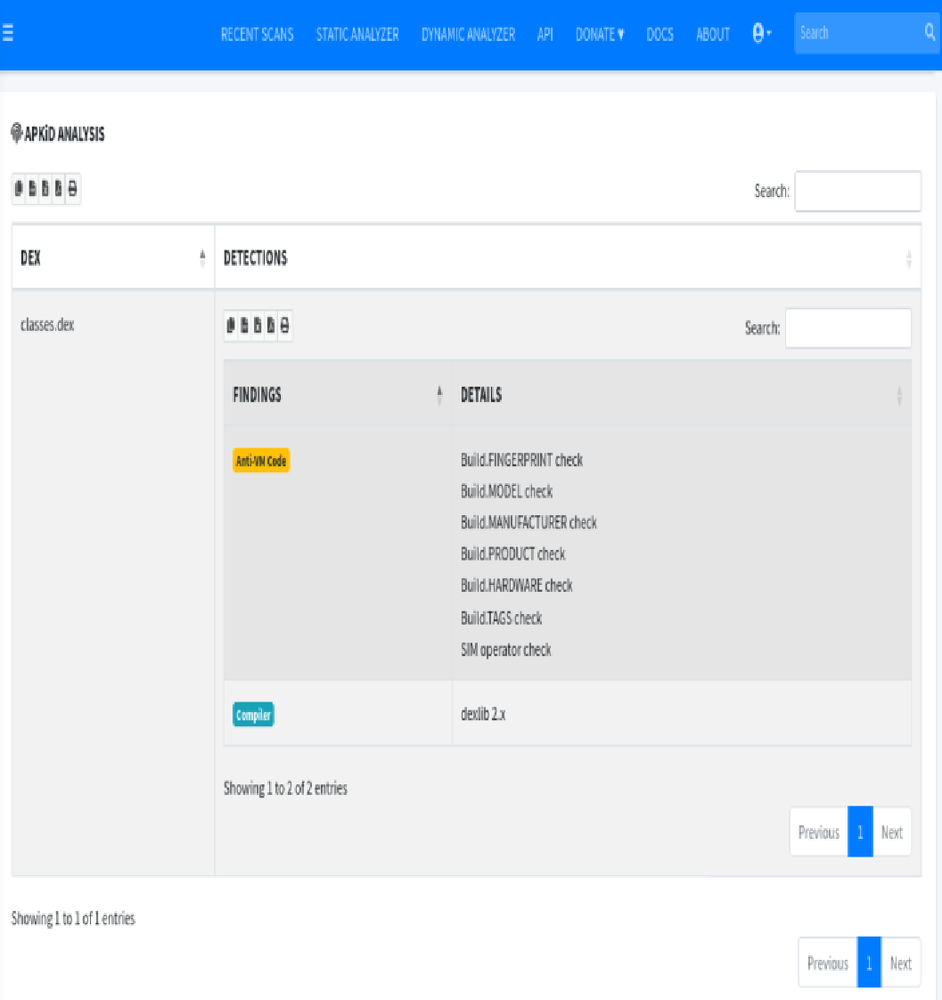 RECENT SCANS STATIC ANALYZER DYNAMIC ANALYZER API DONATE ♥ DOCS ABOUT Search
APKiD ANALYSIS
Search:
DEX DETECTIONS
classes.dex
Search:
FINDINGS DETAILS
Anti-VM Code Build.FINGERPRINT check
Build.MODEL check
Build.MANUFACTURER check
Build.PRODUCT check
Build.HARDWARE check
Build.TAGS check
SIM operator check
Compiler dexlib 2.x
Showing 1 to 2 of 2 entries
Previous 1 Next
Showing 1 to 1 of 1 entries
Previous 1 Next